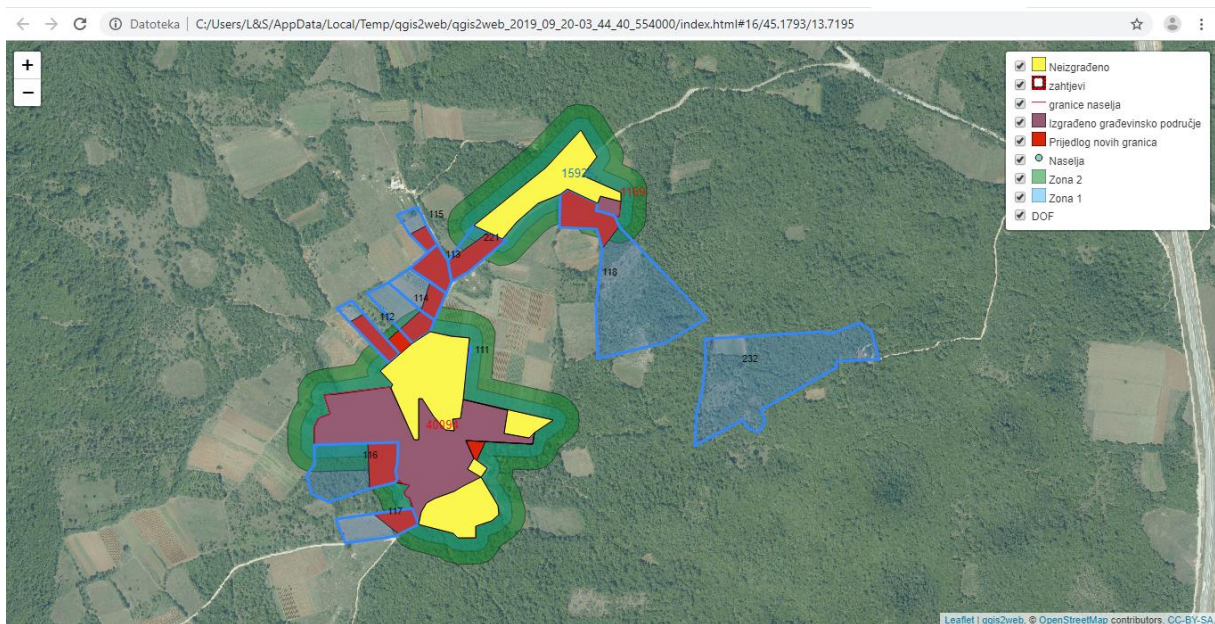 Datoteka | C:/Users/L&S/AppData/Local/Temp/qgis2web/qgis2web_2019_09_20-03_44_40_554000/index.html#16/45.1793/13.7195
+
−
Neizgrađeno
zahtjevi
granice naselja
Izgrađeno građevinsko područje
Prijedlog novih granica
Naselja
Zona 2
Zona 1
DOF
1592
115
221
113
118
114
112
111
232
116
117
Leaflet | qgis2web, © OpenStreetMap contributors, CC-BY-SA